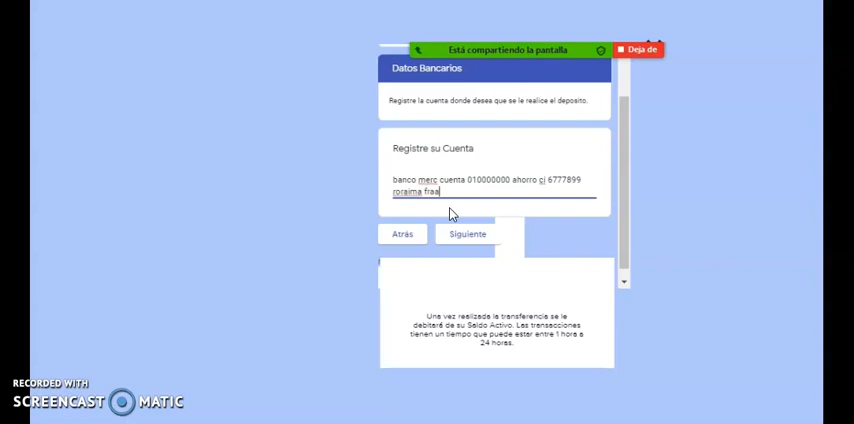 Está compartiendo la pantalla
Deja de
Datos Bancarios
Registre la cuenta donde desea que se le realice el deposito.
Registre su Cuenta
banco merc cuenta 010000000 ahorro ci 6777899
roraima fraa
Atrás
Siguiente
Una vez realizada la transferencia se le
debitará de su Saldo Activo. Las transacciones
tienen un tiempo que puede estar entre 1 hora a
24 horas.
RECORDED WITH
SCREENCAST MATIC